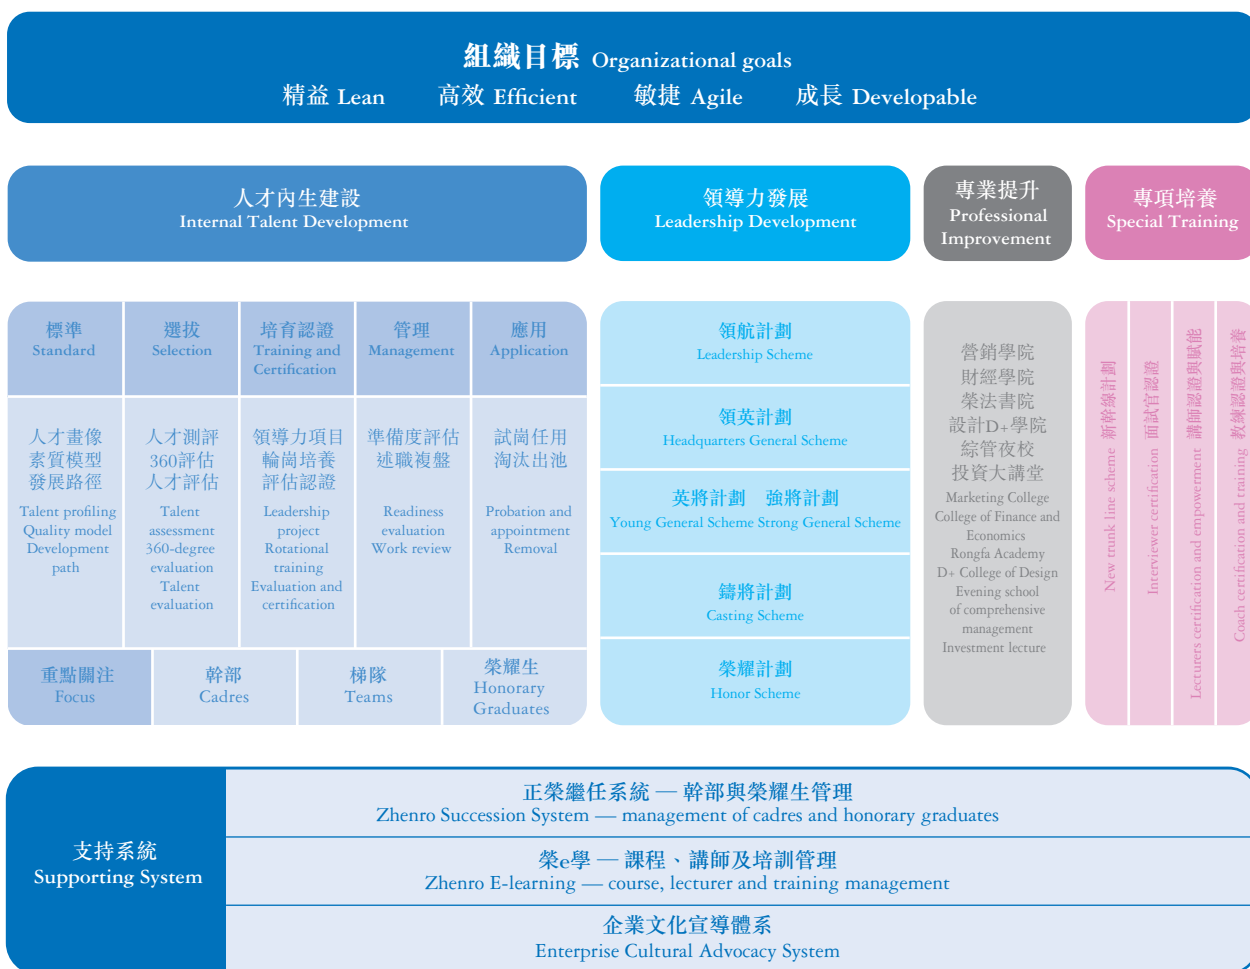 組織目標 Organizational goals
精益 Lean 高效 Efficient 敏捷 Agile 成長 Developable
人才內生建設
Internal Talent Development
領導力發展
Leadership Development
專業提升
Professional
Improvement
專項培養
Special Training
標準
Standard
選拔
Selection
培育認證
Training and
Certification
管理
Management
應用
Application
人才畫像
素質模型
發展路徑
Talent profiling
Quality model
Development
path
人才測評
360評估
人才評估
Talent
assessment
360-degree
evaluation
Talent
evaluation
領導力項目
輪崗培養
評估認證
Leadership
project
Rotational
training
Evaluation and
certification
準備度評估
述職複盤
Readiness
evaluation
Work review
試崗任用
淘汰出池
Probation and
appointment
Removal
重點關注
Focus
幹部
Cadres
梯隊
Teams
榮耀生
Honorary
Graduates
領航計劃
Leadership Scheme
領英計劃
Headquarters General Scheme
英將計劃 強將計劃
Young General Scheme Strong General Scheme
鑄將計劃
Casting Scheme
榮耀計劃
Honor Scheme
營銷學院
財經學院
榮法書院
設計D+學院
綜管夜校
投資大講堂
Marketing College
College of Finance and
Economics
Rongfa Academy
D+ College of Design
Evening school
of comprehensive
management
Investment lecture
New trunk line scheme 新幹線計劃
Interviewer certification 面試官認證
Lecturers certification and empowerment 講師認證與賦能
Coach certification and training 教練認證與培養
支持系統
Supporting System
正榮繼任系統 — 幹部與榮耀生管理
Zhenro Succession System — management of cadres and honorary graduates
榮e學 — 課程、講師及培訓管理
Zhenro E-learning — course, lecturer and training management
企業文化宣導體系
Enterprise Cultural Advocacy System